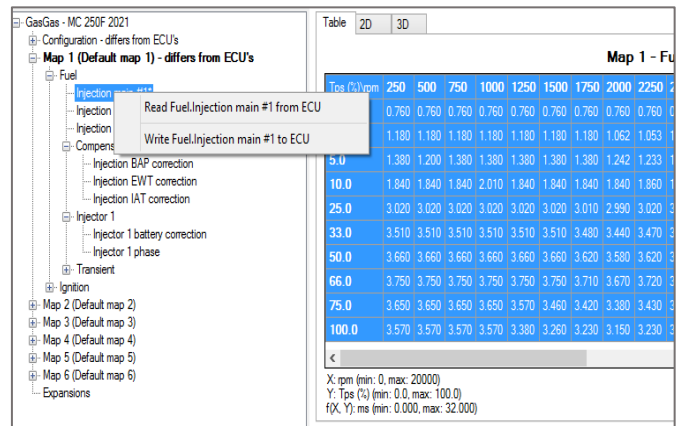 GasGas - MC 250F 2021
Configuration - differs from ECU's
Map 1 (Default map 1) - differs from ECU's
Fuel
Injection main #1*
Injection
Injection
Compens
Injection BAP correction
Injection EWT correction
Injection IAT correction
Injector 1
Injector 1 battery correction
Injector 1 phase
Transient
Ignition
Map 2 (Default map 2)
Map 3 (Default map 3)
Map 4 (Default map 4)
Map 5 (Default map 5)
Map 6 (Default map 6)
Expansions
Read Fuel.Injection main #1 from ECU
Write Fuel.Injection main #1 to ECU
Table 2D 3D
Map 1 - Fu
Tps (%)\rpm 250 500 750 1000 1250 1500 1750 2000 2250
0.760 0.760 0.760 0.760 0.760 0.760 0.760 0.760 0.760
1.180 1.180 1.180 1.180 1.180 1.180 1.180 1.062 1.053
5.0 1.380 1.200 1.380 1.380 1.380 1.380 1.380 1.242 1.233
10.0 1.840 1.840 1.840 2.010 1.840 1.840 1.840 1.840 1.860
25.0 3.020 3.020 3.020 3.020 3.020 3.020 3.010 2.990 3.020
33.0 3.510 3.510 3.510 3.510 3.510 3.510 3.480 3.440 3.470
50.0 3.660 3.660 3.660 3.660 3.660 3.660 3.620 3.580 3.620
66.0 3.750 3.750 3.750 3.750 3.750 3.750 3.710 3.670 3.720
75.0 3.650 3.650 3.650 3.650 3.570 3.460 3.420 3.380 3.430
100.0 3.570 3.570 3.570 3.570 3.380 3.260 3.230 3.150 3.230
X: rpm (min: 0, max: 20000)
Y: Tps (%) (min: 0.0, max: 100.0)
f(X, Y): ms (min: 0.000, max: 32.000)